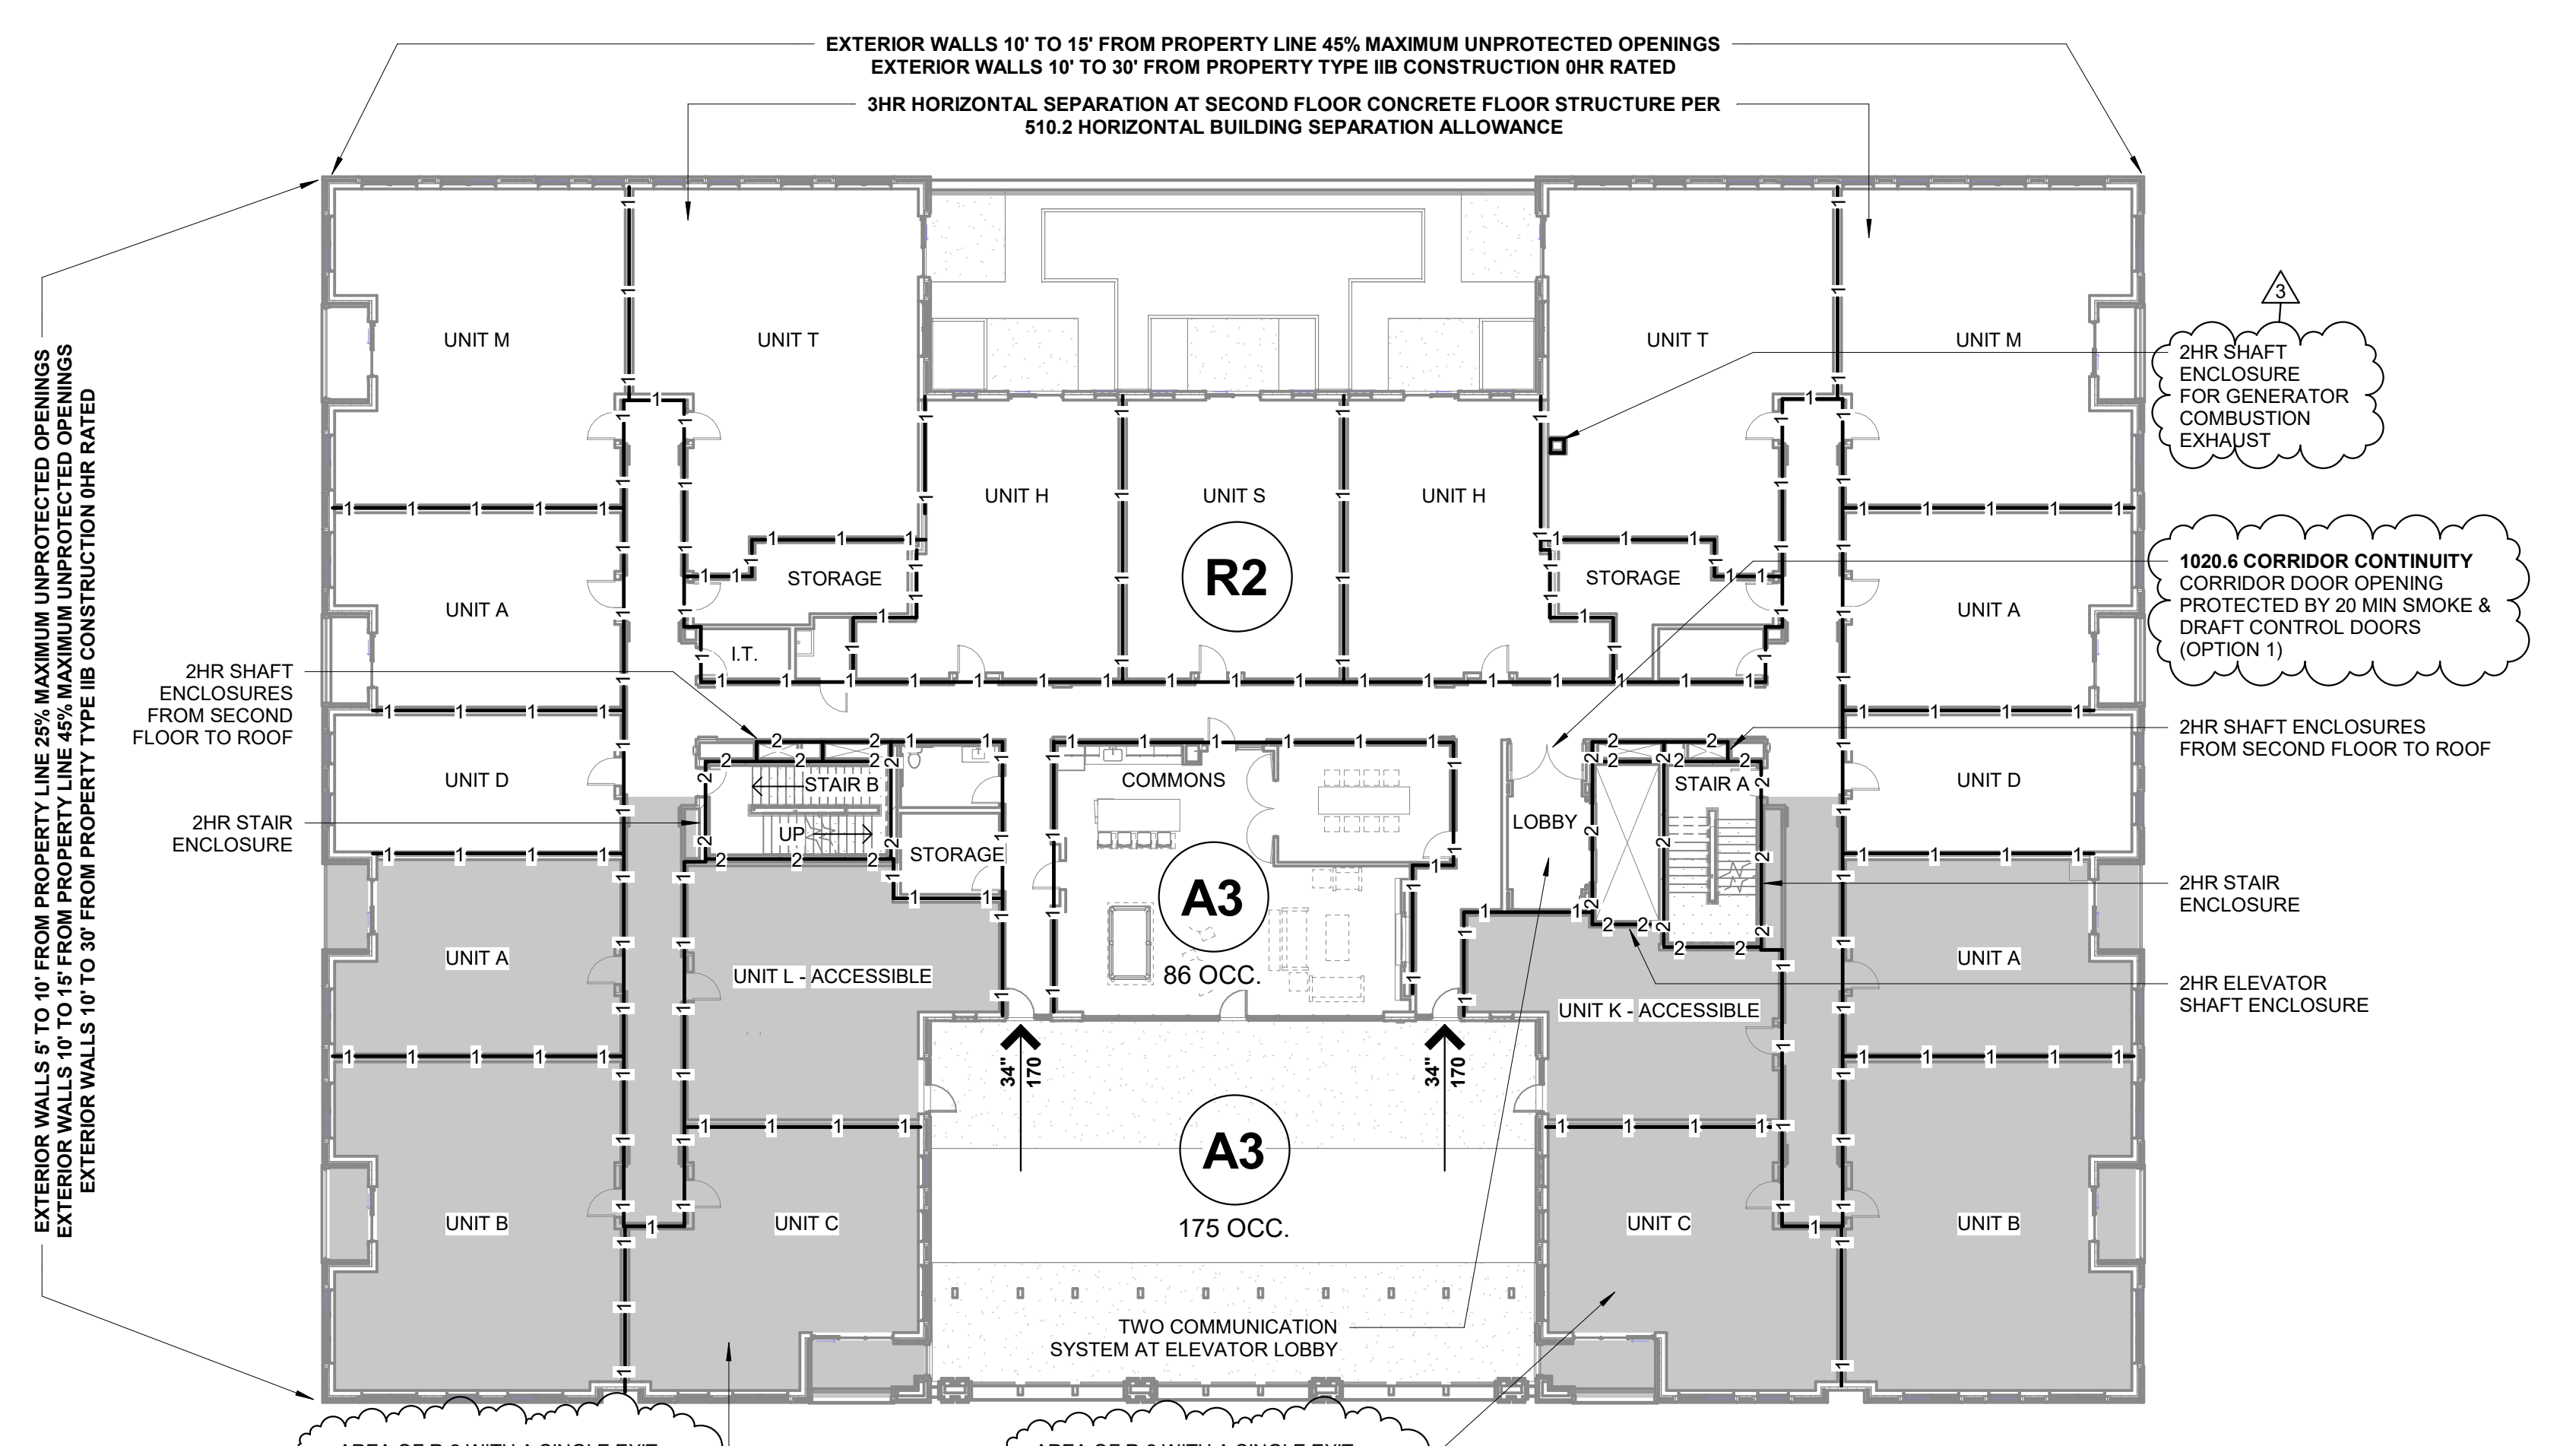 EXTERIOR WALLS 10' TO 15' FROM PROPERTY LINE 45% MAXIMUM UNPROTECTED OPENINGS
EXTERIOR WALLS 10' TO 30' FROM PROPERTY TYPE IIB CONSTRUCTION 0HR RATED
3HR HORIZONTAL SEPARATION AT SECOND FLOOR CONCRETE FLOOR STRUCTURE PER
510.2 HORIZONTAL BUILDING SEPARATION ALLOWANCE
EXTERIOR WALLS 5' TO 10' FROM PROPERTY LINE 25% MAXIMUM UNPROTECTED OPENINGS
EXTERIOR WALLS 10' TO 15' FROM PROPERTY LINE 45% MAXIMUM UNPROTECTED OPENINGS
EXTERIOR WALLS 10' TO 30' FROM PROPERTY TYPE IIB CONSTRUCTION 0HR RATED
3
2HR SHAFT
ENCLOSURE
FOR GENERATOR
COMBUSTION
EXHAUST
UNIT M
UNIT T
UNIT T
UNIT M
UNIT H
UNIT S
UNIT H
R2
1020.6 CORRIDOR CONTINUITY
CORRIDOR DOOR OPENING
PROTECTED BY 20 MIN SMOKE &
DRAFT CONTROL DOORS
(OPTION 1)
STORAGE
STORAGE
UNIT A
UNIT A
I.T.
2HR SHAFT
ENCLOSURES
FROM SECOND
FLOOR TO ROOF
2HR SHAFT ENCLOSURES
FROM SECOND FLOOR TO ROOF
UNIT D
STAIR B
UP
COMMONS
LOBBY
STAIR A
UNIT D
2HR STAIR
ENCLOSURE
STORAGE
2HR STAIR
ENCLOSURE
A3
86 OCC.
UNIT A
UNIT L - ACCESSIBLE
UNIT K - ACCESSIBLE
UNIT A
2HR ELEVATOR
SHAFT ENCLOSURE
34"
170
34"
170
A3
175 OCC.
UNIT B
UNIT C
UNIT C
UNIT B
TWO COMMUNICATION
SYSTEM AT ELEVATOR LOBBY